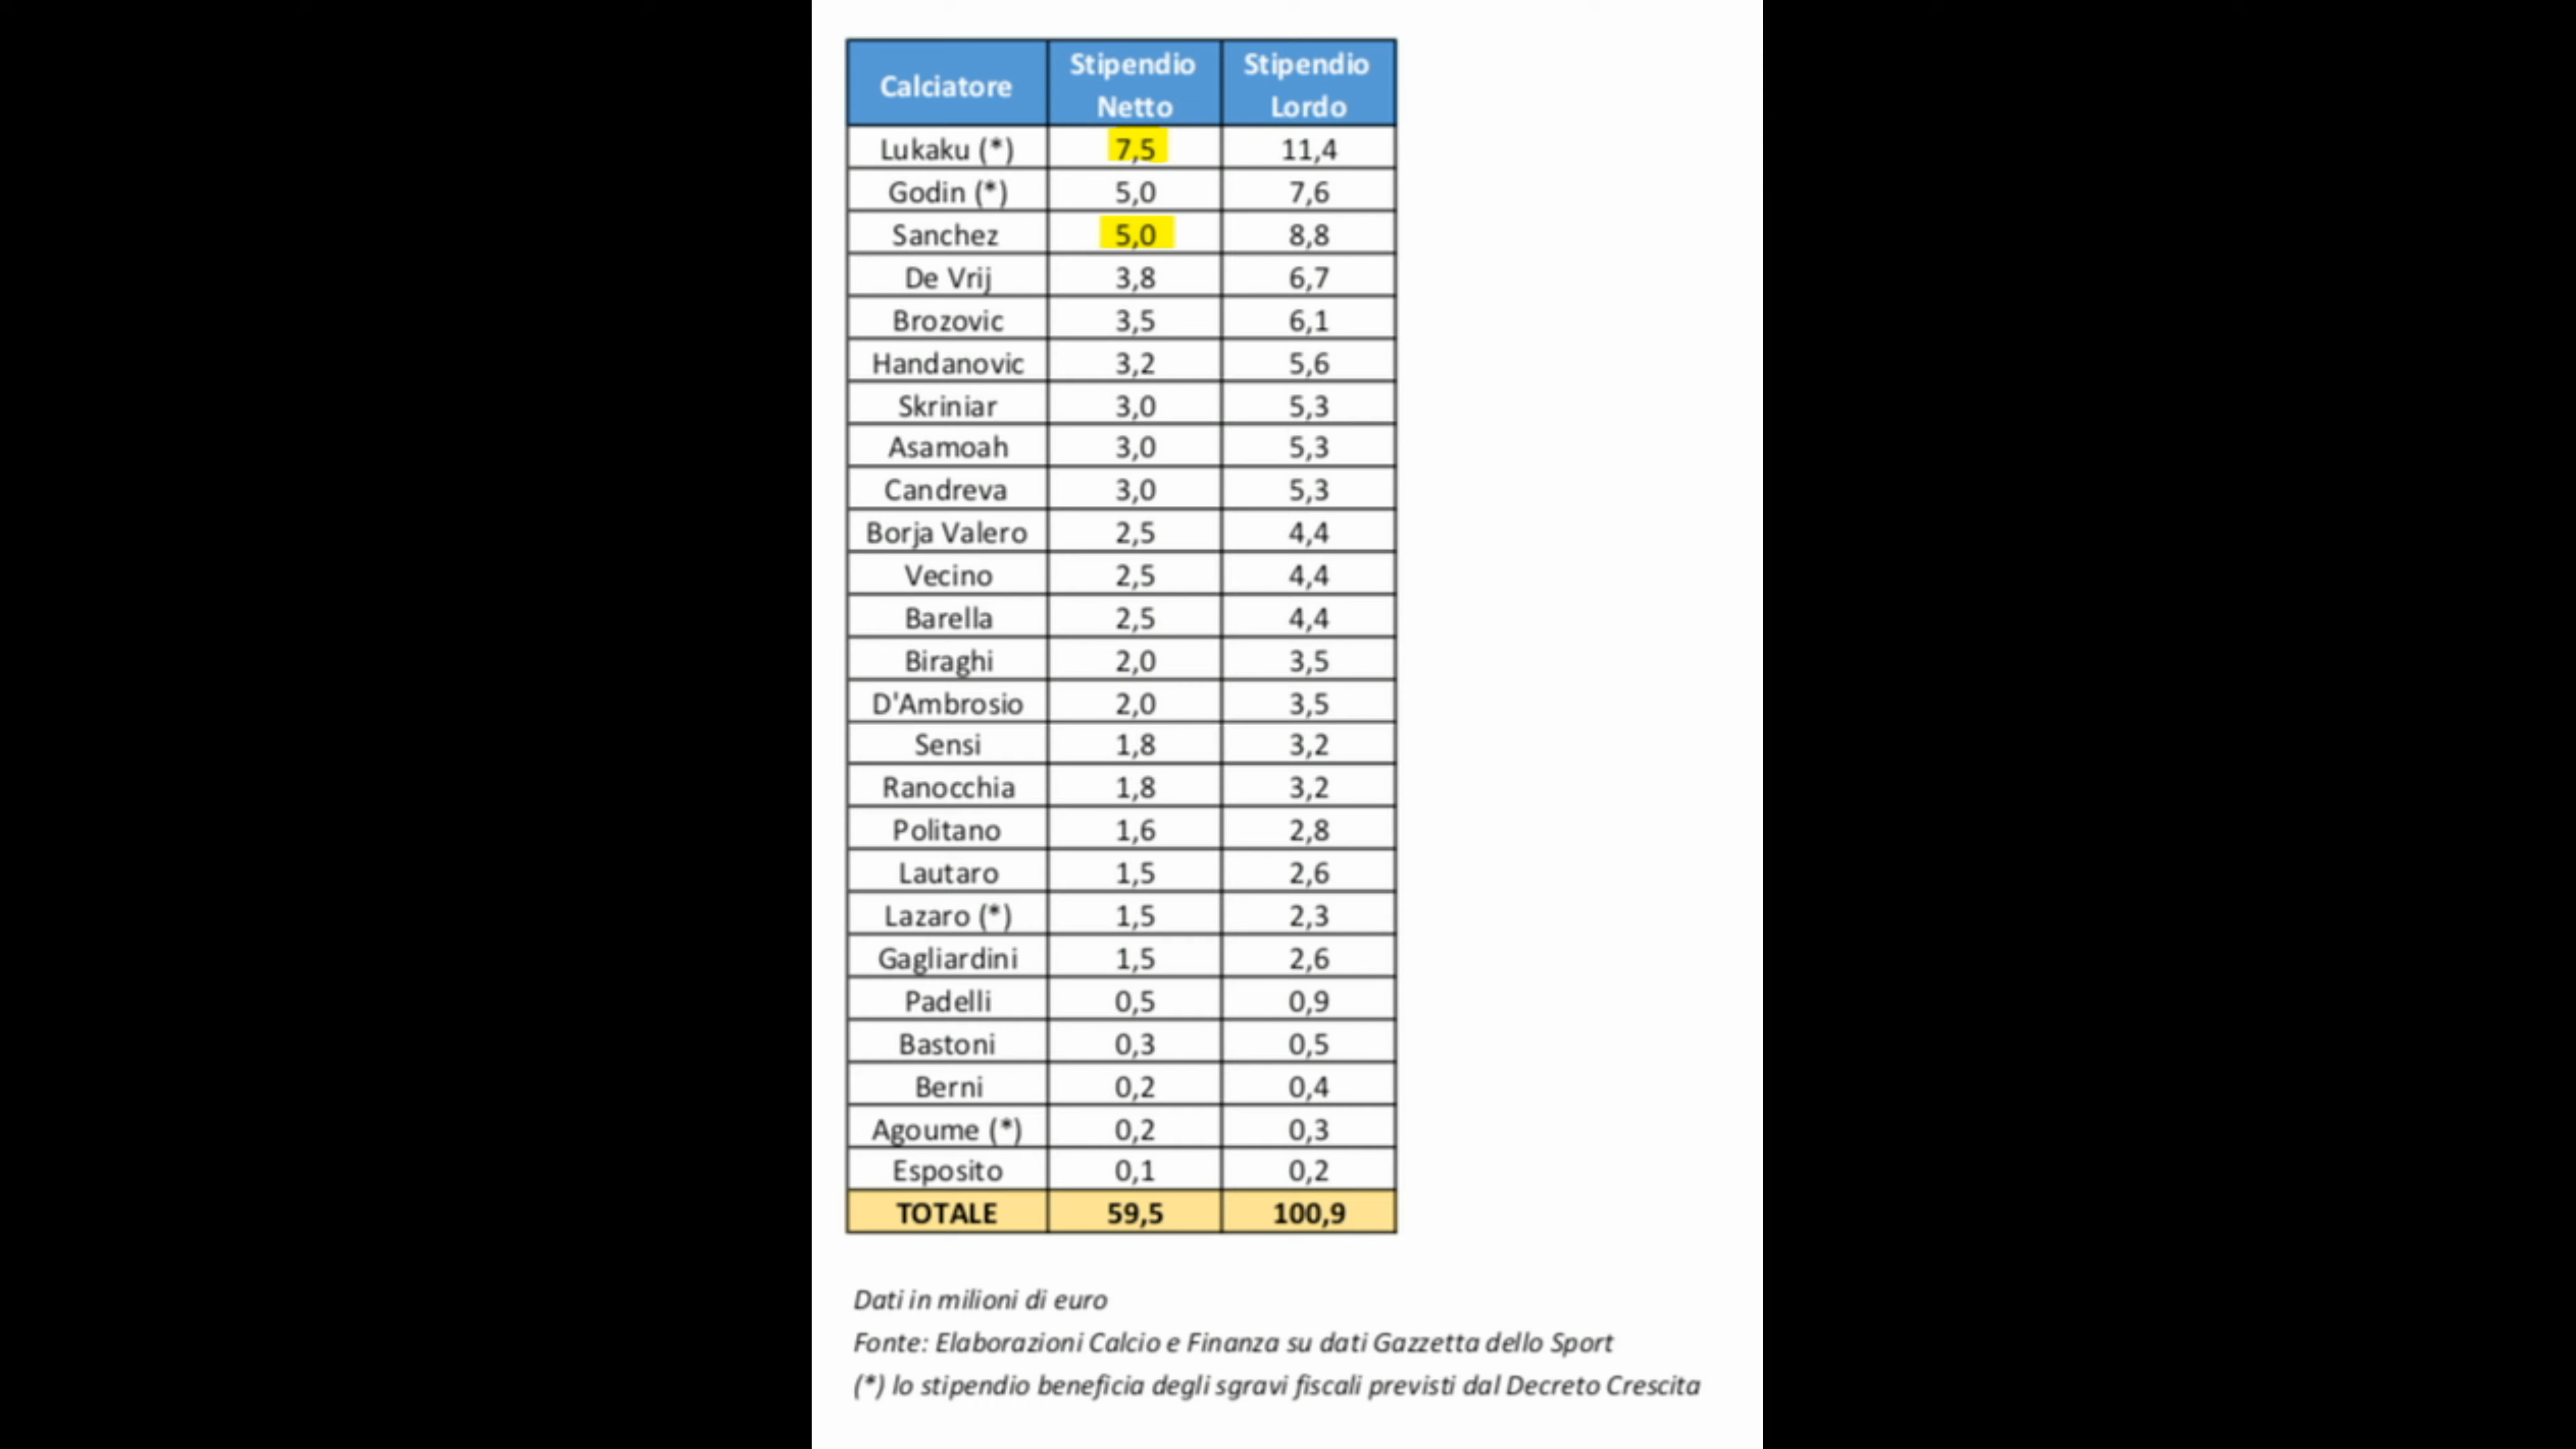 Calciatore Stipendio Netto Stipendio Lordo
Lukaku (*) 7,5 11,4
Godin (*) 5,0 7,6
Sanchez 5,0 8,8
De Vrij 3,8 6,7
Brozovic 3,5 6,1
Handanovic 3,2 5,6
Skriniar 3,0 5,3
Asamoah 3,0 5,3
Candreva 3,0 5,3
Borja Valero 2,5 4,4
Vecino 2,5 4,4
Barella 2,5 4,4
Biraghi 2,0 3,5
D'Ambrosio 2,0 3,5
Sensi 1,8 3,2
Ranocchia 1,8 3,2
Politano 1,6 2,8
Lautaro 1,5 2,6
Lazaro (*) 1,5 2,3
Gagliardini 1,5 2,6
Padelli 0,5 0,9
Bastoni 0,3 0,5
Berni 0,2 0,4
Agoume (*) 0,2 0,3
Esposito 0,1 0,2
TOTALE 59,5 100,9
Dati in milioni di euro
Fonte: Elaborazioni Calcio e Finanza su dati Gazzetta dello Sport
(*) lo stipendio beneficia degli sgravi fiscali previsti dal Decreto Crescita